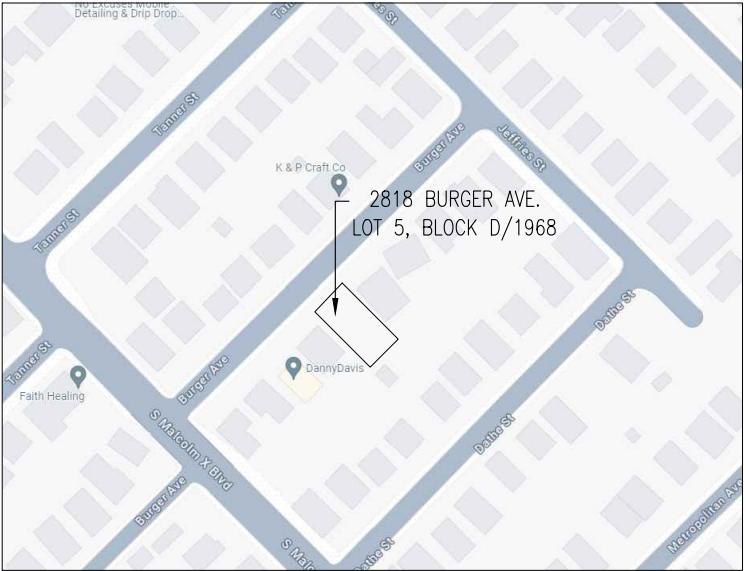 No Excuses Mobile
Detailing & Drip Drop...
Tanner St
Burger Ave
Jeffries St
K & P Craft Co
2818 BURGER AVE.
LOT 5, BLOCK D/1968
Tanner St
Dathe St
Tanner St
Burger Ave
DannyDavis
Faith Healing
S Malcolm X Blvd
Dathe St
Burger Ave
Metropolitan Ave
S Malc
Dathe St